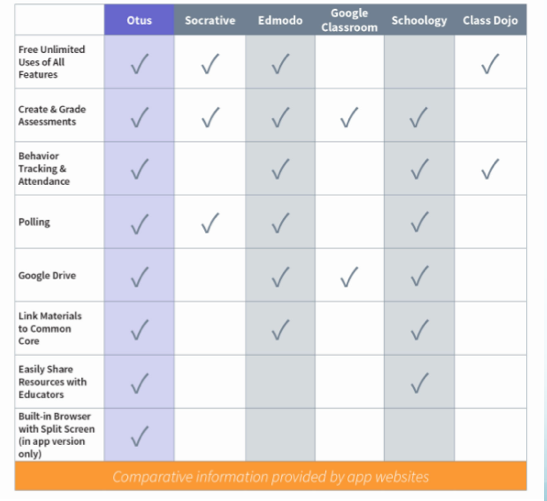 Otus Socrative Edmodo Google Classroom Schoology Class Dojo
Free Unlimited
Uses of All
Features
Create & Grade
Assessments
Behavior
Tracking &
Attendance
Polling
Google Drive
Link Materials
to Common
Core
Easily Share
Resources with
Educators
Built-in Browser
with Split Screen
(in app version
only)
Comparative information provided by app websites